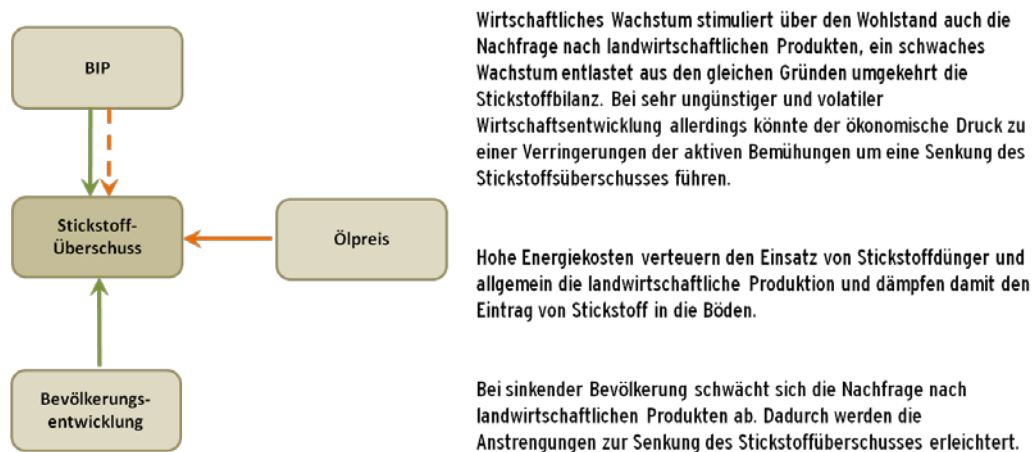 BIP
Stickstoff-
Überschuss
Ölpreis
Bevölkerungs-
entwicklung
Wirtschaftliches Wachstum stimuliert über den Wohlstand auch die
Nachfrage nach landwirtschaftlichen Produkten, ein schwaches
Wachstum entlastet aus den gleichen Gründen umgekehrt die
Stickstoffbilanz. Bei sehr ungünstiger und volatiler
Wirtschaftsentwicklung allerdings könnte der ökonomische Druck zu
einer Verringerungen der aktiven Bemühungen um eine Senkung des
Stickstoffsüberschusses führen.
Hohe Energiekosten verteuern den Einsatz von Stickstoffdünger und
allgemein die landwirtschaftliche Produktion und dämpfen damit den
Eintrag von Stickstoff in die Böden.
Bei sinkender Bevölkerung schwächt sich die Nachfrage nach
landwirtschaftlichen Produkten ab. Dadurch werden die
Anstrengungen zur Senkung des Stickstoffüberschusses erleichtert.